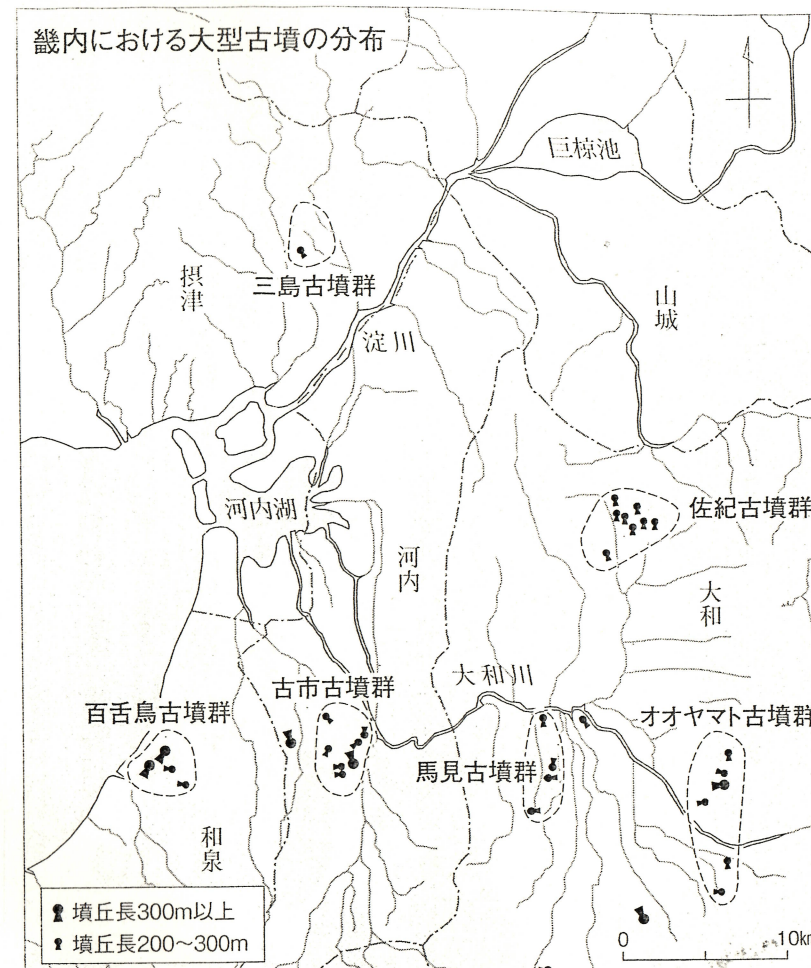 畿内における大型古墳の分布
巨椋池
三島古墳群
摂津
淀川
山城
河内湖
佐紀古墳群
河内
大和
大和川
古市古墳群
百舌鳥古墳群
オオヤマト古墳群
馬見古墳群
和泉
墳丘長300m以上
墳丘長200〜300m
0
10km